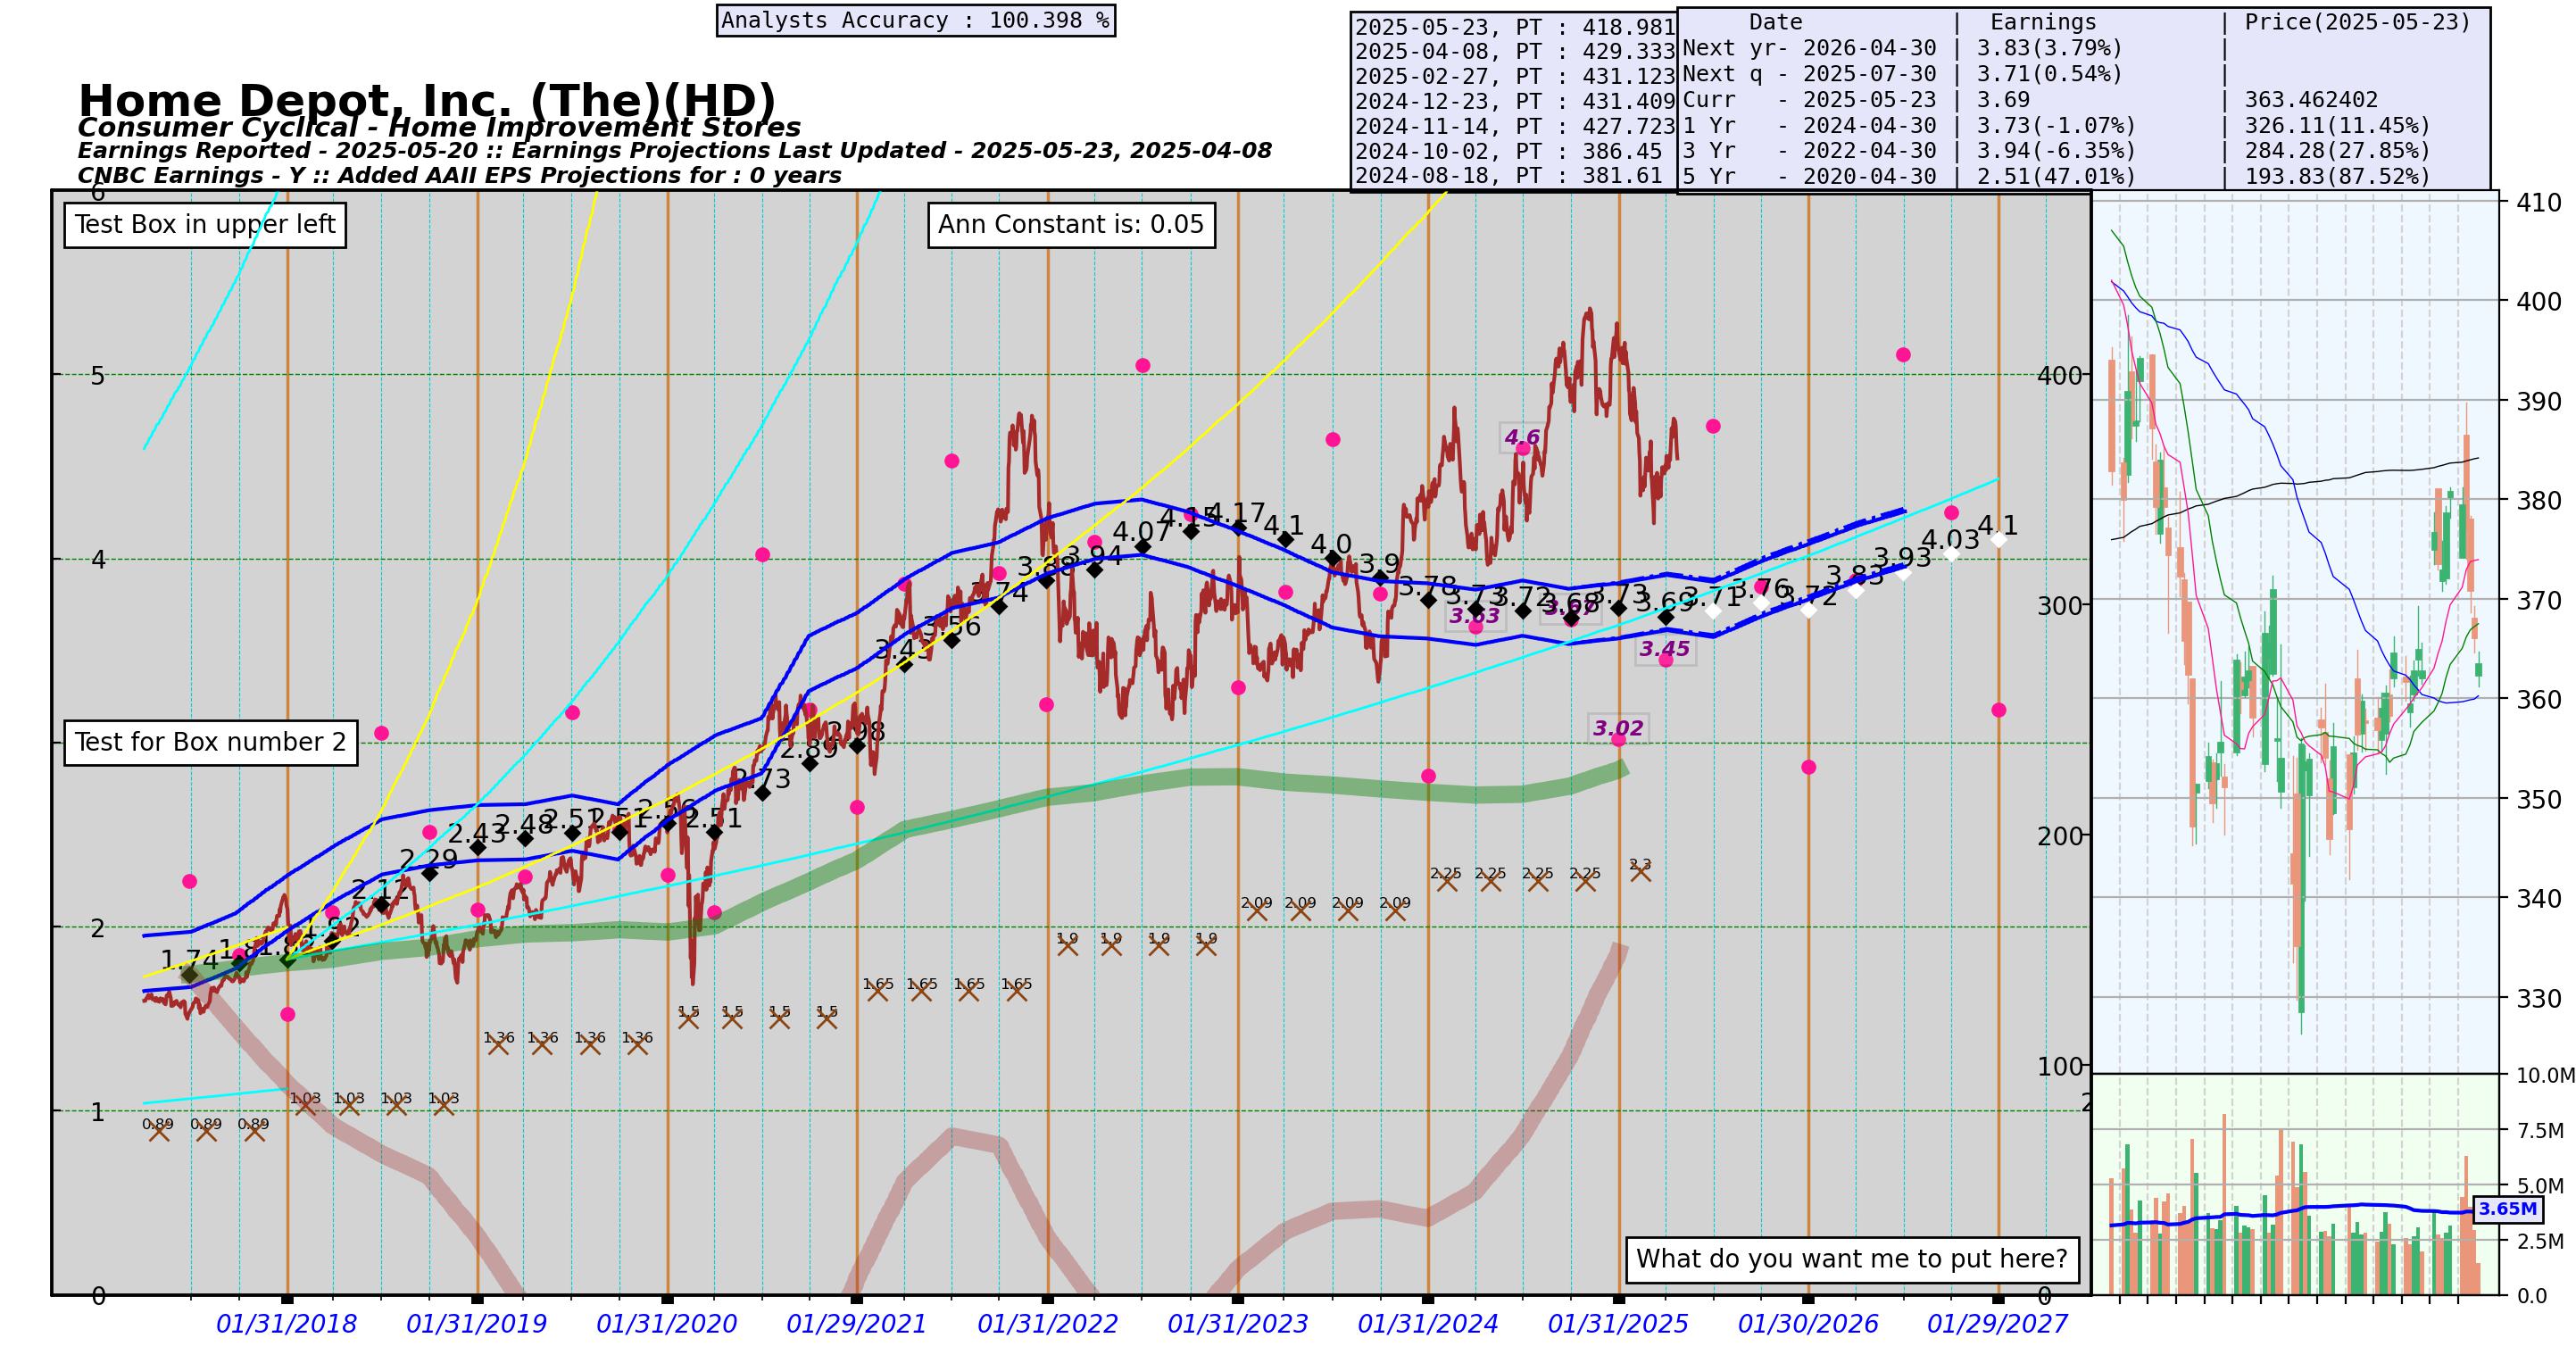 Analysts Accuracy : 100.398 %
2025-05-23, PT : 418.981
2025-04-08, PT : 429.333
2025-02-27, PT : 431.123
2024-12-23, PT : 431.409
2024-11-14, PT : 427.723
2024-10-02, PT : 386.45
2024-08-18, PT : 381.61
Date | Earnings | Price(2025-05-23)
Next yr- 2026-04-30 | 3.83(3.79%) |
Next q - 2025-07-30 | 3.71(0.54%) |
Curr - 2025-05-23 | 3.69 | 363.462402
1 Yr - 2024-04-30 | 3.73(-1.07%) | 326.11(11.45%)
3 Yr - 2022-04-30 | 3.94(-6.35%) | 284.28(27.85%)
5 Yr - 2020-04-30 | 2.51(47.01%) | 193.83(87.52%)
Home Depot, Inc. (The)(HD)
Consumer Cyclical - Home Improvement Stores
Earnings Reported - 2025-05-20 :: Earnings Projections Last Updated - 2025-05-23, 2025-04-08
CNBC Earnings - Y :: Added AAII EPS Projections for : 0 years
Test Box in upper left
Ann Constant is: 0.05
Test for Box number 2
What do you want me to put here?
6
5
4
2
1
0
1.74
2.12
2.29
2.43
2.48
2.51
2.51
2.51
2.73
2.89
2.98
3.43
3.56
3.74
3.88
3.94
4.07
4.15
4.17
4.1
4.0
3.9
3.78
3.73
3.72
3.68
3.73
3.69
3.71
3.76
3.72
3.83
3.93
4.03
4.1
3.63
4.6
3.02
3.45
0.89 0.89 0.89
1.03 1.03 1.03 1.03
1.36 1.36 1.36 1.36
1.5 1.5 1.5 1.5
1.65 1.65 1.65 1.65
1.9 1.9 1.9 1.9
2.09 2.09 2.09 2.09
2.25 2.25 2.25 2.25
2.3
400
300
200
100
0
410
400
390
380
370
360
350
340
330
10.0M
7.5M
5.0M
3.65M
2.5M
0.0
01/31/2018 01/31/2019 01/31/2020 01/29/2021 01/31/2022 01/31/2023 01/31/2024 01/31/2025 01/30/2026 01/29/2027